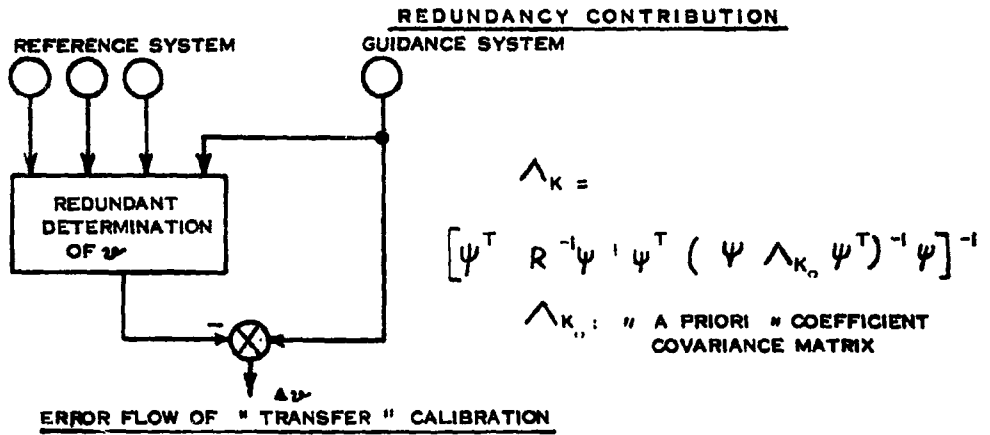 REDUNDANCY CONTRIBUTION
REFERENCE SYSTEM
GUIDANCE SYSTEM
REDUNDANT
DETERMINATION
OF v
Λ_K =
[ψ^T R^-1 ψ + ψ^T ( ψ Λ_K₀ ψ^T)^-1 ψ]^-1
Λ_K₀ : " A PRIORI " COEFFICIENT
COVARIANCE MATRIX
−
Δv
ERROR FLOW OF " TRANSFER " CALIBRATION